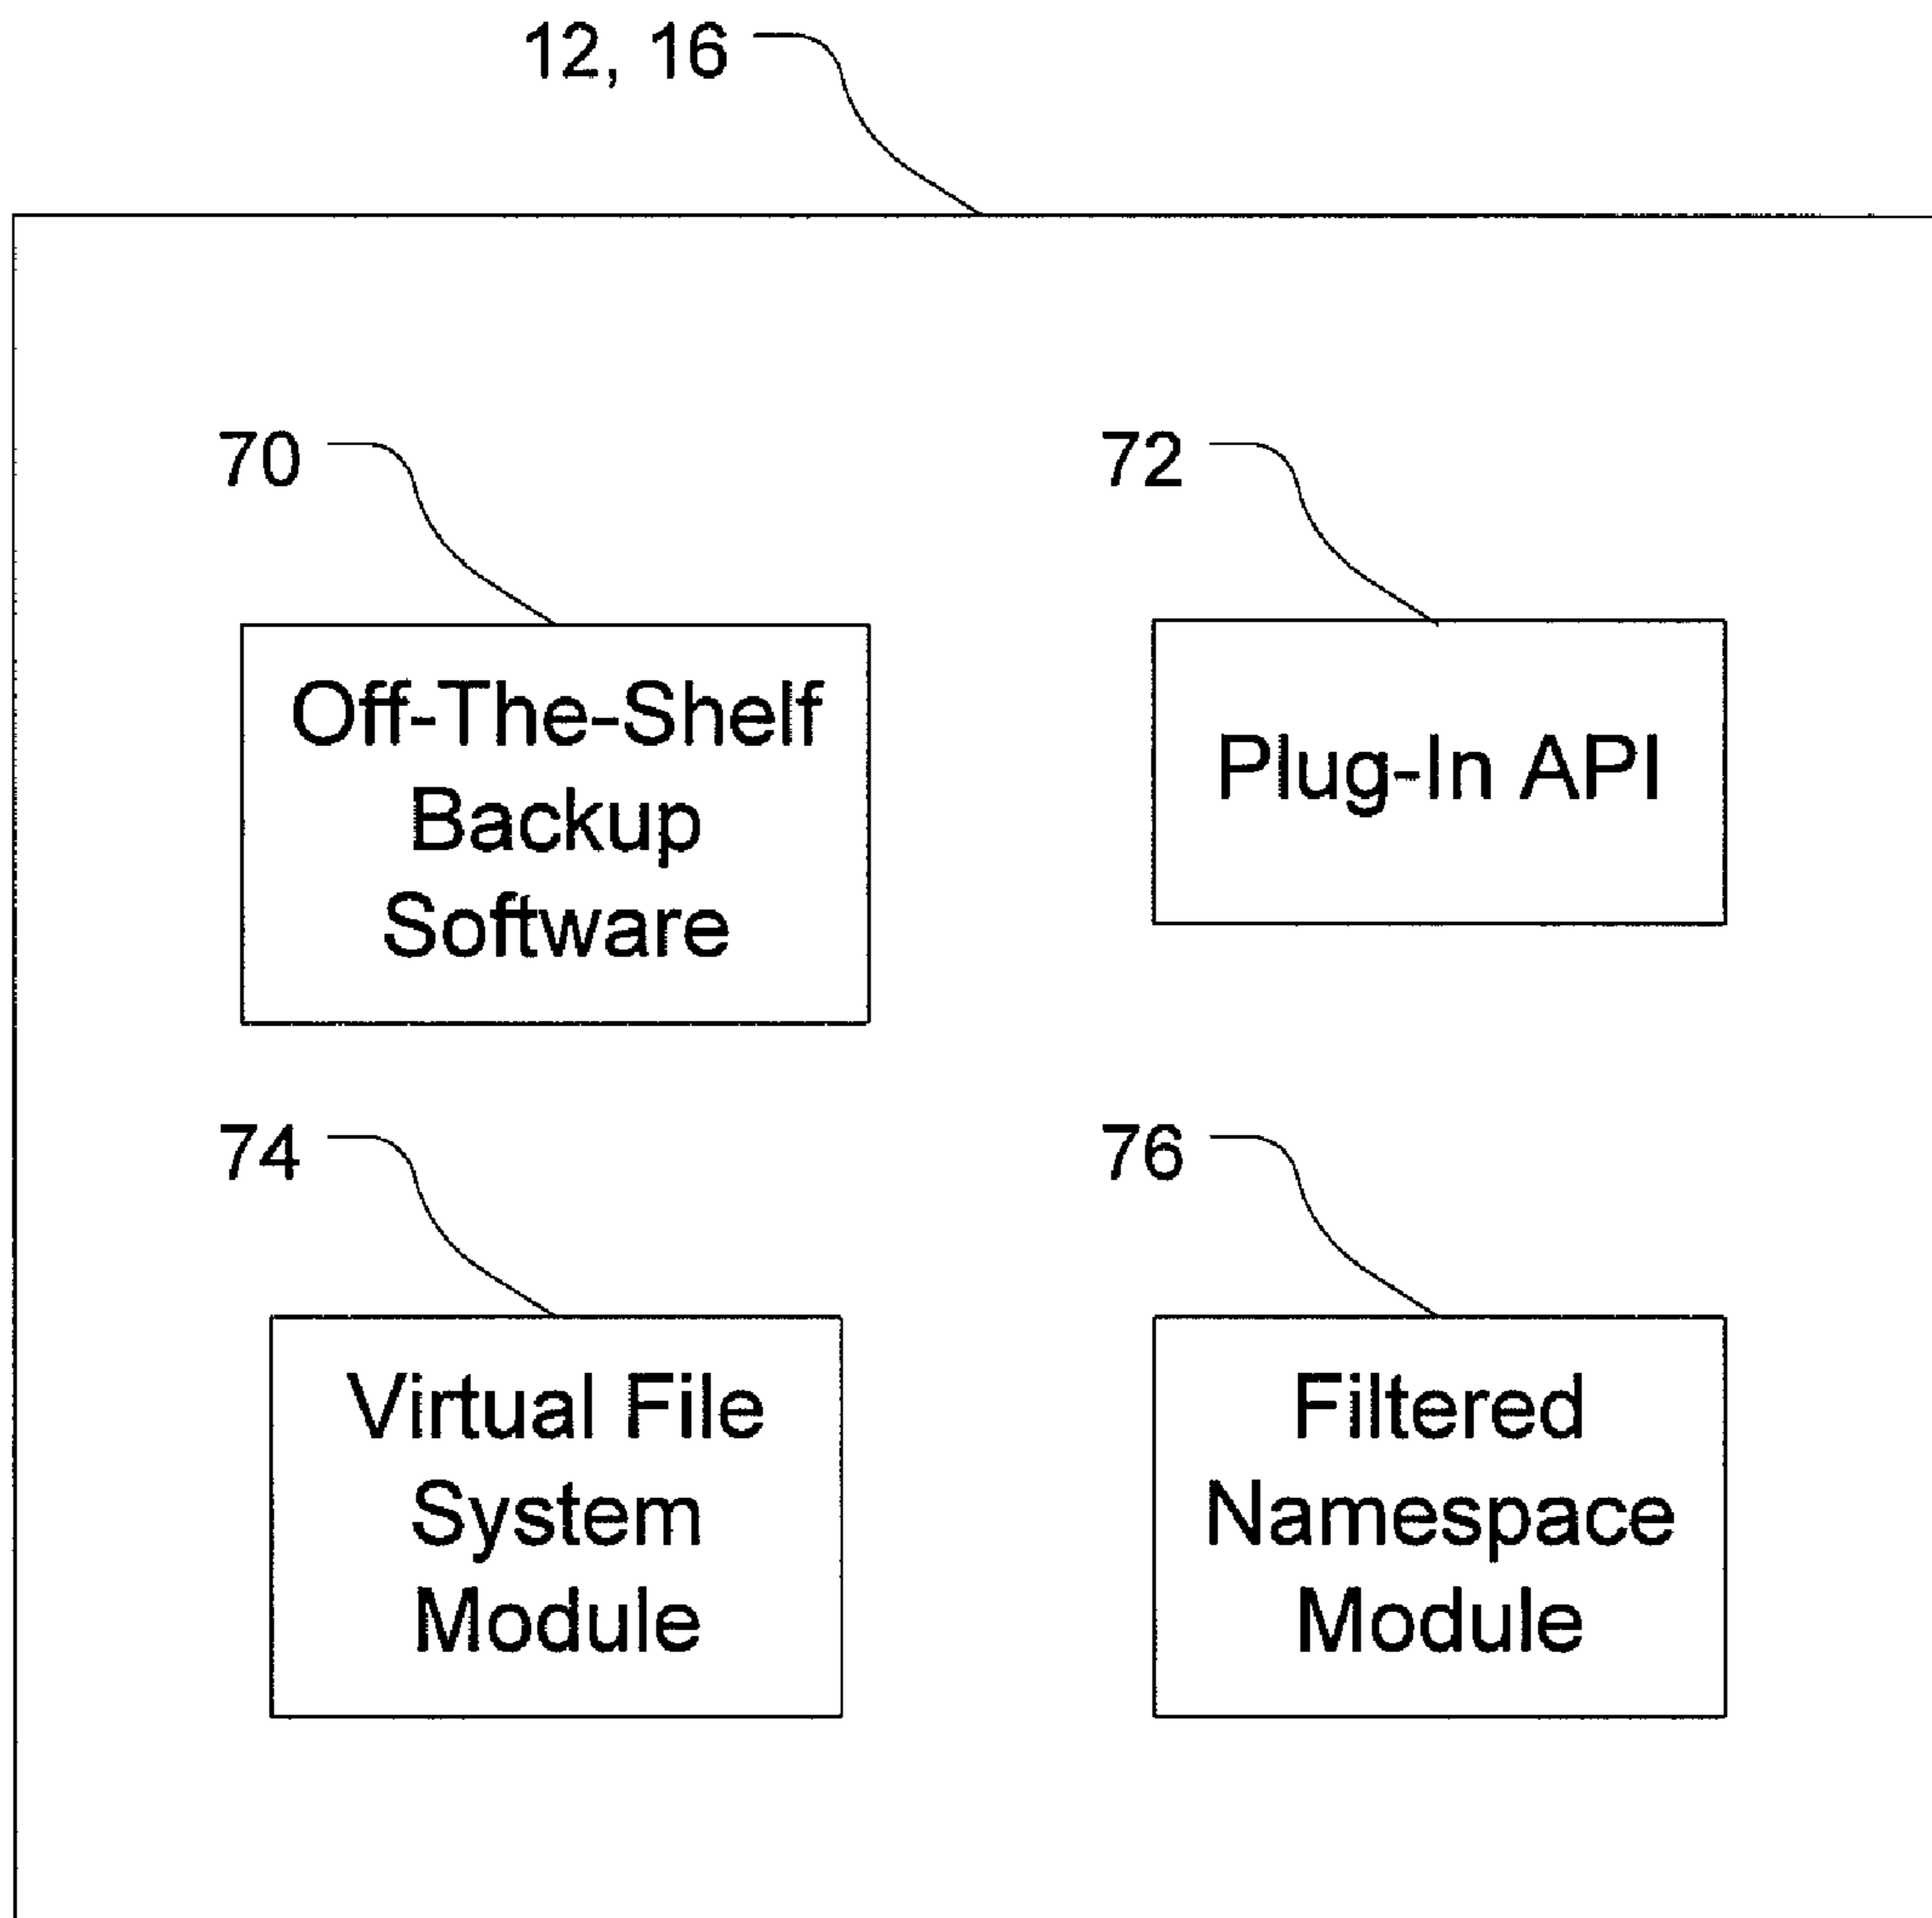 12, 16
70
72
Off-The-Shelf
Backup
Software
Plug-In API
74
76
Virtual File
System
Module
Filtered
Namespace
Module